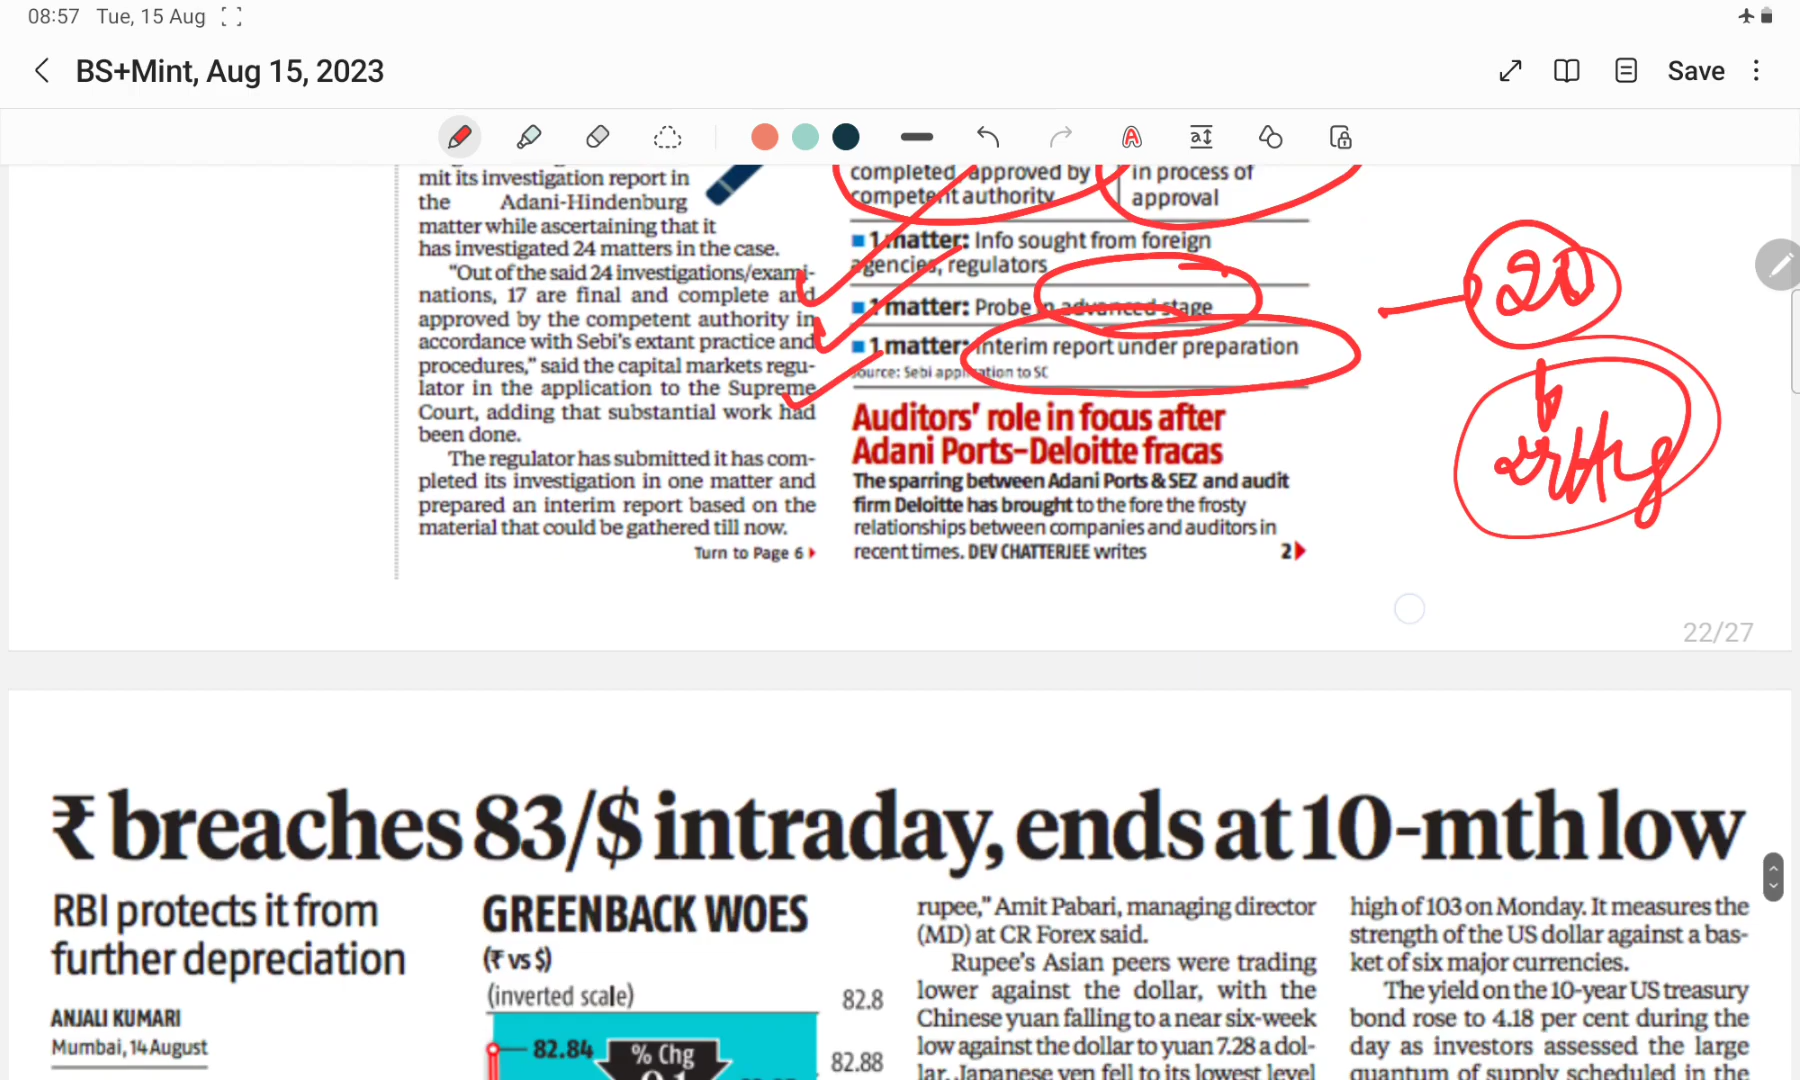 08:57 Tue, 15 Aug
BS+Mint, Aug 15, 2023
Save
mit its investigation report in
the Adani-Hindenburg
matter while ascertaining that it
has investigated 24 matters in the case.
“Out of the said 24 investigations/exami-
nations, 17 are final and complete and
approved by the competent authority in
accordance with Sebi’s extant practice and
procedures,” said the capital markets regu-
lator in the application to the Supreme
Court, adding that substantial work had
been done.
The regulator has submitted it has com-
pleted its investigation in one matter and
prepared an interim report based on the
material that could be gathered till now.
Turn to Page 6
completed, approved by
competent authority
in process of
approval
1 matter: Info sought from foreign
agencies, regulators
1 matter: Probe in advanced stage
1 matter: Interim report under preparation
Source: Sebi application to SC
Auditors’ role in focus after
Adani Ports–Deloitte fracas
The sparring between Adani Ports & SEZ and audit
firm Deloitte has brought to the fore the frosty
relationships between companies and auditors in
recent times. DEV CHATTERJEE writes 2
22/27
₹ breaches 83/$ intraday, ends at 10-mth low
RBI protects it from
further depreciation
ANJALI KUMARI
Mumbai, 14 August
GREENBACK WOES
(₹ vs $)
(inverted scale)
82.8
82.84
% Chg
82.88
rupee,” Amit Pabari, managing director
(MD) at CR Forex said.
Rupee’s Asian peers were trading
lower against the dollar, with the
Chinese yuan falling to a near six-week
low against the dollar to yuan 7.28 a dol-
lar. Japanese yen fell to its lowest level
high of 103 on Monday. It measures the
strength of the US dollar against a bas-
ket of six major currencies.
The yield on the 10-year US treasury
bond rose to 4.18 per cent during the
day as investors assessed the large
quantum of supply scheduled in the